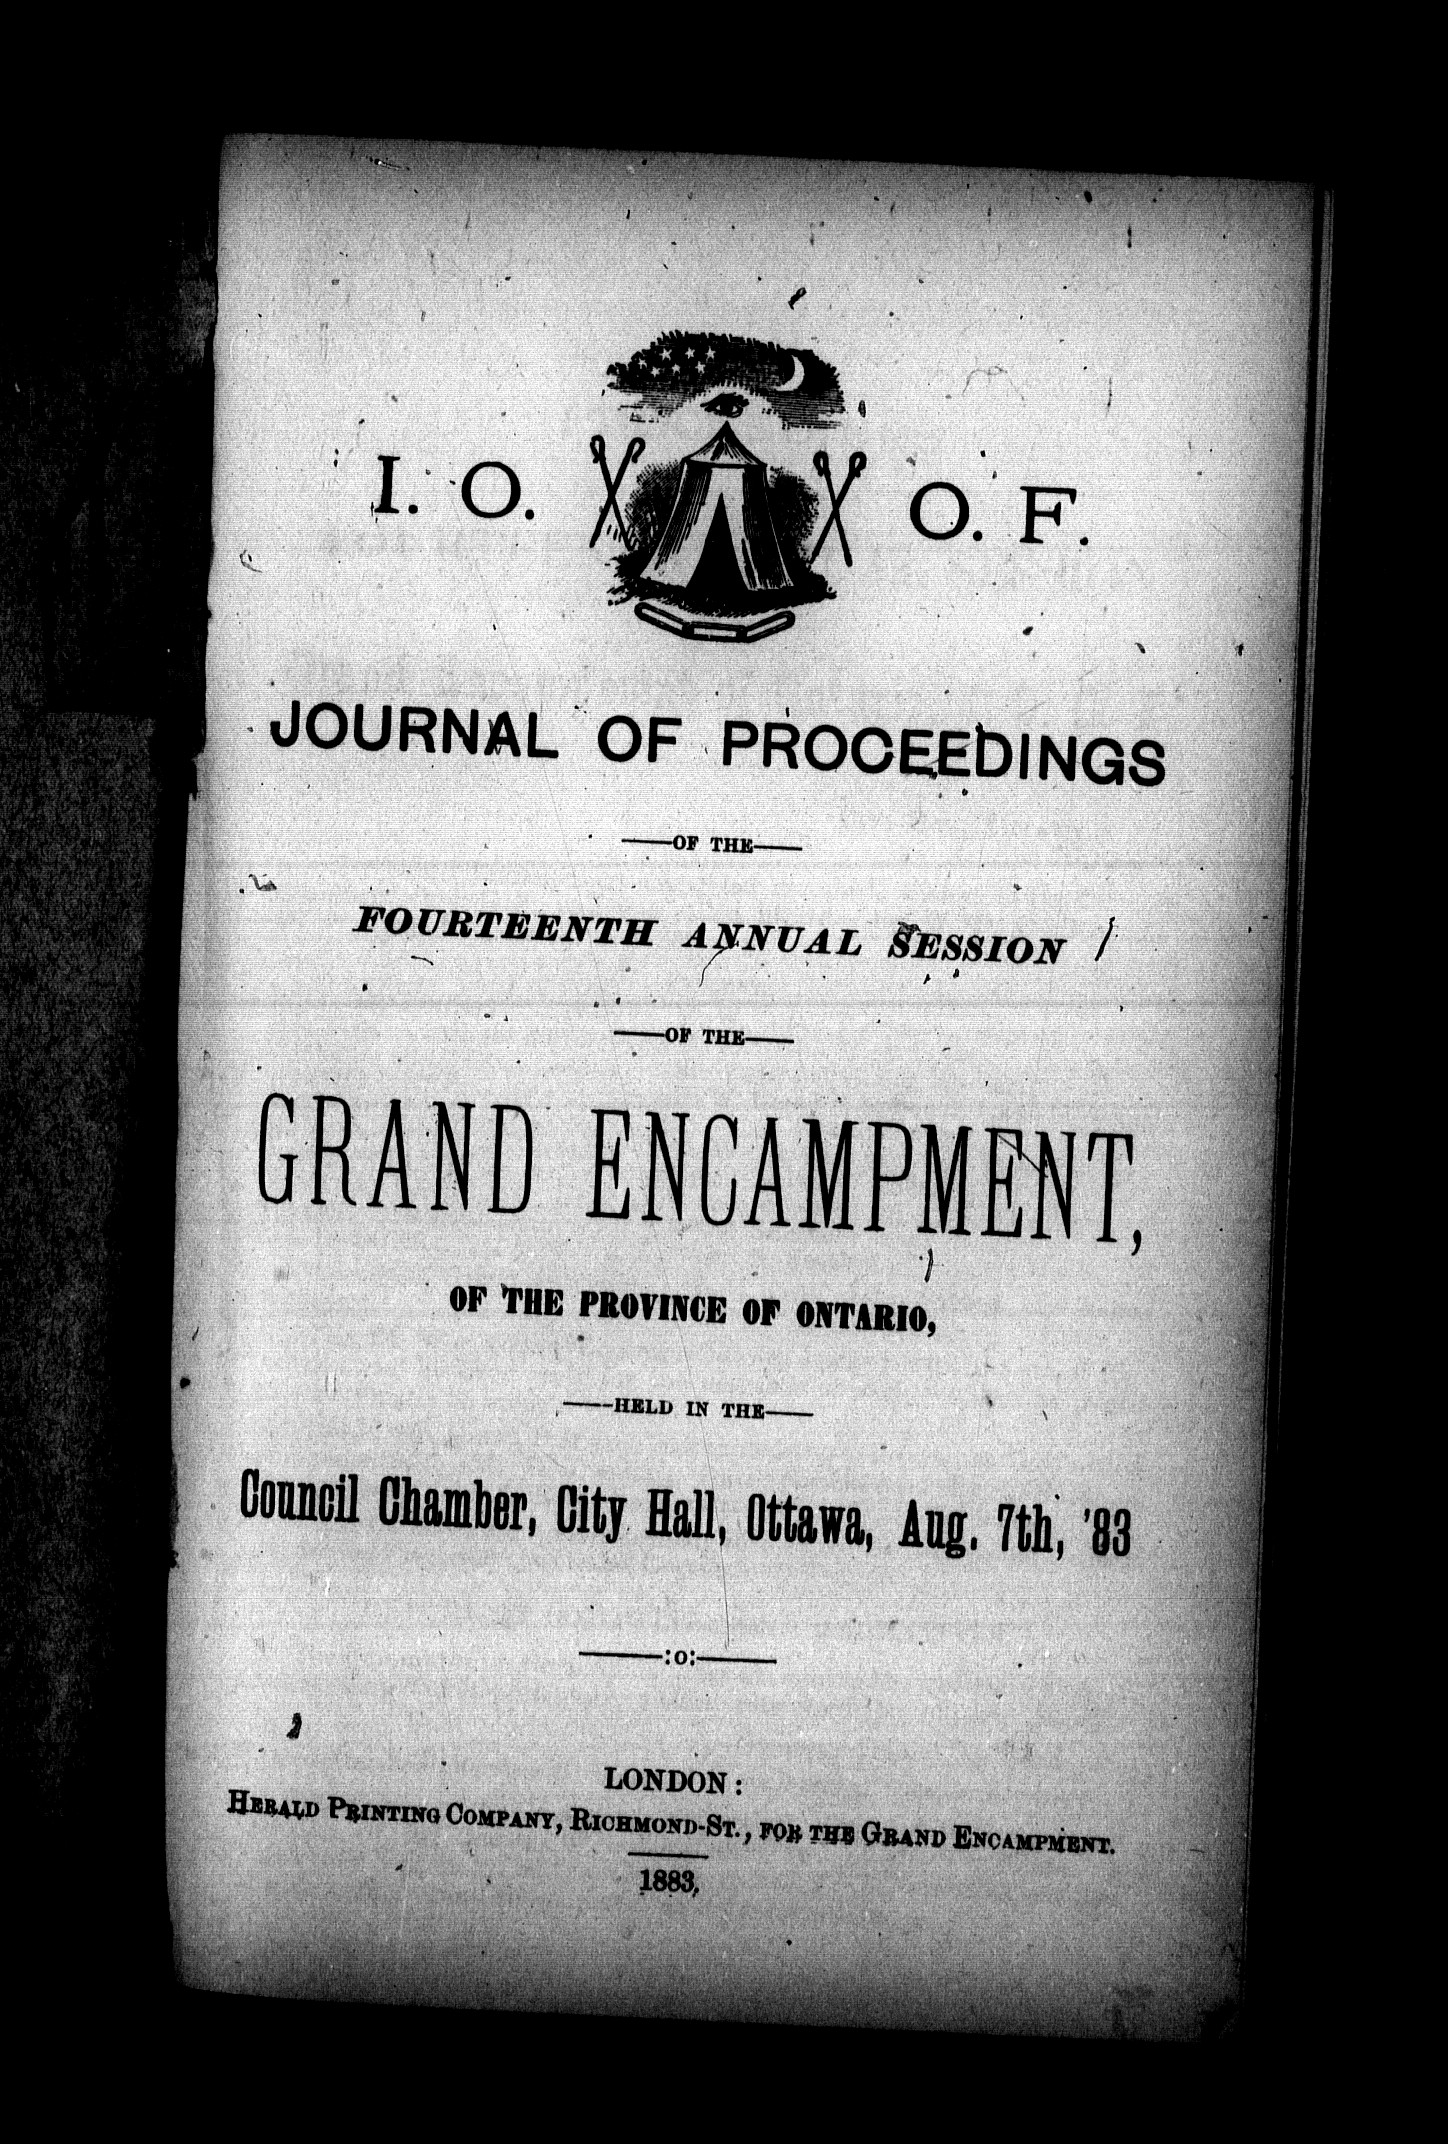 I. O. O. F.
JOURNAL OF PROCEEDINGS
—OF THE—
FOURTEENTH ANNUAL SESSION
—OF THE—
GRAND ENCAMPMENT,
OF THE PROVINCE OF ONTARIO,
—HELD IN THE—
Council Chamber, City Hall, Ottawa, Aug. 7th, '83
—:o:—
LONDON:
HERALD PRINTING COMPANY, RICHMOND-ST., FOR THE GRAND ENCAMPMENT.
1883.